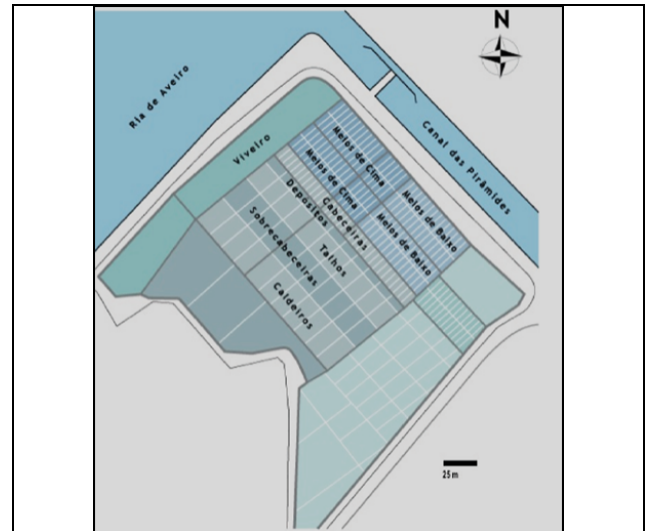 N
Ria de Aveiro
Canal das Pirâmides
Viveiro
Meios de Cima
Meios de Cima
Meios de Baixo
Meios de Baixo
Cabeceiras
Depósitos
Talhos
Sobrecabeceiras
Caldeiros
25 m